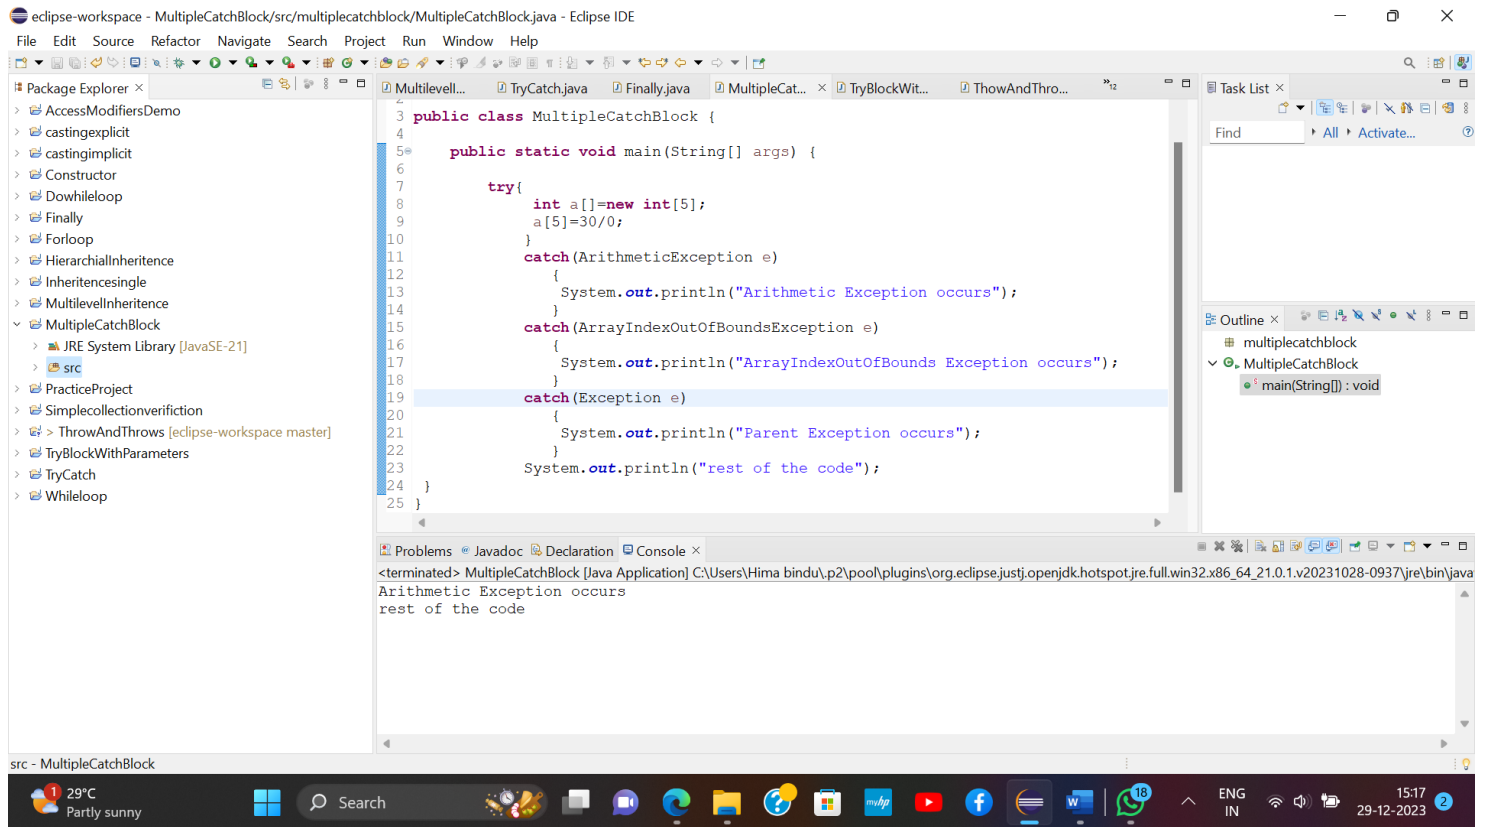 eclipse-workspace - MultipleCatchBlock/src/multiplecatchblock/MultipleCatchBlock.java - Eclipse IDE
File Edit Source Refactor Navigate Search Project Run Window Help
Package Explorer
AccessModifiersDemo
castingexplicit
castingimplicit
Constructor
Dowhileloop
Finally
Forloop
HierarchialInheritence
Inheritencesingle
MultilevelInheritence
MultipleCatchBlock
JRE System Library [JavaSE-21]
src
PracticeProject
Simplecollectionverifiction
> ThrowAndThrows [eclipse-workspace master]
TryBlockWithParameters
TryCatch
Whileloop
Multilevell... TryCatch.java Finally.java MultipleCat... TryBlockWit... ThowAndThro... »12
2
3 public class MultipleCatchBlock {
4
5 public static void main(String[] args) {
6
7 try{
8 int a[]=new int[5];
9 a[5]=30/0;
10 }
11 catch(ArithmeticException e)
12 {
13 System.out.println("Arithmetic Exception occurs");
14 }
15 catch(ArrayIndexOutOfBoundsException e)
16 {
17 System.out.println("ArrayIndexOutOfBounds Exception occurs");
18 }
19 catch(Exception e)
20 {
21 System.out.println("Parent Exception occurs");
22 }
23 System.out.println("rest of the code");
24 }
25 }
Task List
Find All Activate...
Outline
multiplecatchblock
MultipleCatchBlock
main(String[]) : void
Problems Javadoc Declaration Console
<terminated> MultipleCatchBlock [Java Application] C:\Users\Hima bindu\.p2\pool\plugins\org.eclipse.justj.openjdk.hotspot.jre.full.win32.x86_64_21.0.1.v20231028-0937\jre\bin\java
Arithmetic Exception occurs
rest of the code
src - MultipleCatchBlock
1
29°C
Partly sunny
Search
myhp
W
18
ENG
IN
15:17
29-12-2023
2